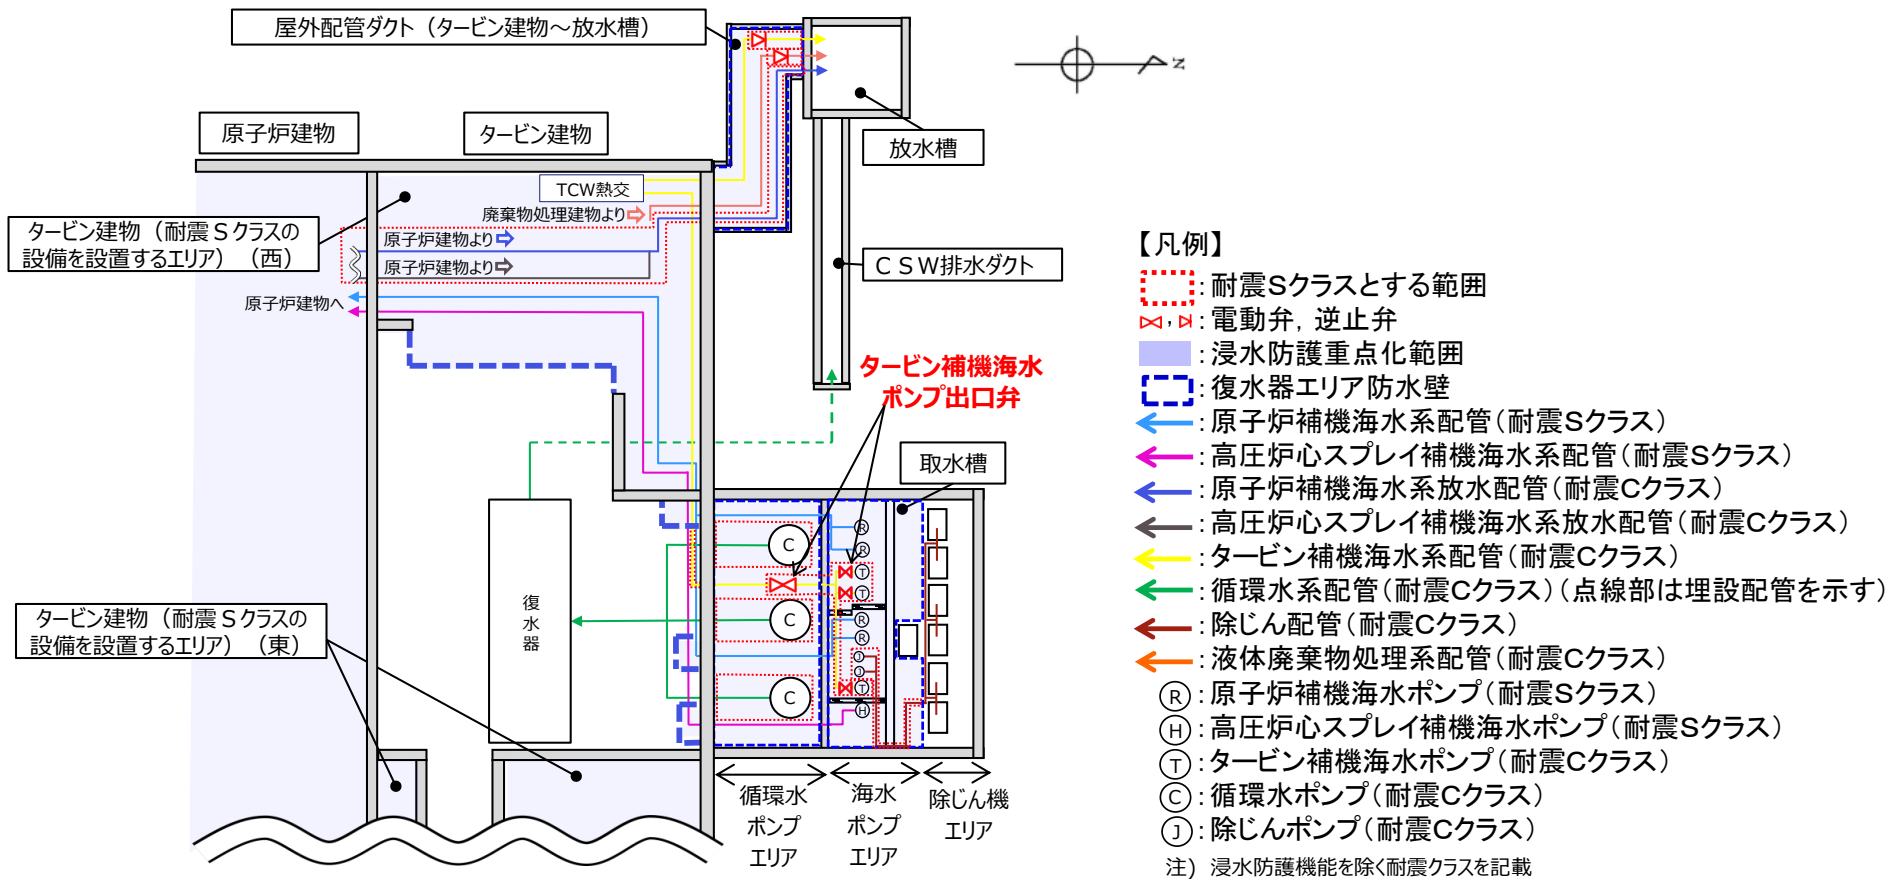 屋外配管ダクト（タービン建物～放水槽）
N
原子炉建物
タービン建物
放水槽
TCW熱交
廃棄物処理建物より
タービン建物（耐震Ｓクラスの
設備を設置するエリア）（西）
原子炉建物より
原子炉建物より
ＣＳＷ排水ダクト
原子炉建物へ
タービン補機海水
ポンプ出口弁
取水槽
復
水
器
C
C
C
R
R
T
T
R
R
J
J
T
H
タービン建物（耐震Ｓクラスの
設備を設置するエリア）（東）
循環水
ポンプ
エリア
海水
ポンプ
エリア
除じん機
エリア
【凡例】
：耐震Sクラスとする範囲
，：電動弁，逆止弁
：浸水防護重点化範囲
：復水器エリア防水壁
：原子炉補機海水系配管（耐震Sクラス）
：高圧炉心スプレイ補機海水系配管（耐震Sクラス）
：原子炉補機海水系放水配管（耐震Cクラス）
：高圧炉心スプレイ補機海水系放水配管（耐震Cクラス）
：タービン補機海水系配管（耐震Cクラス）
：循環水系配管（耐震Cクラス）（点線部は埋設配管を示す）
：除じん配管（耐震Cクラス）
：液体廃棄物処理系配管（耐震Cクラス）
R：原子炉補機海水ポンプ（耐震Sクラス）
H：高圧炉心スプレイ補機海水ポンプ（耐震Sクラス）
T：タービン補機海水ポンプ（耐震Cクラス）
C：循環水ポンプ（耐震Cクラス）
J：除じんポンプ（耐震Cクラス）
注）浸水防護機能を除く耐震クラスを記載